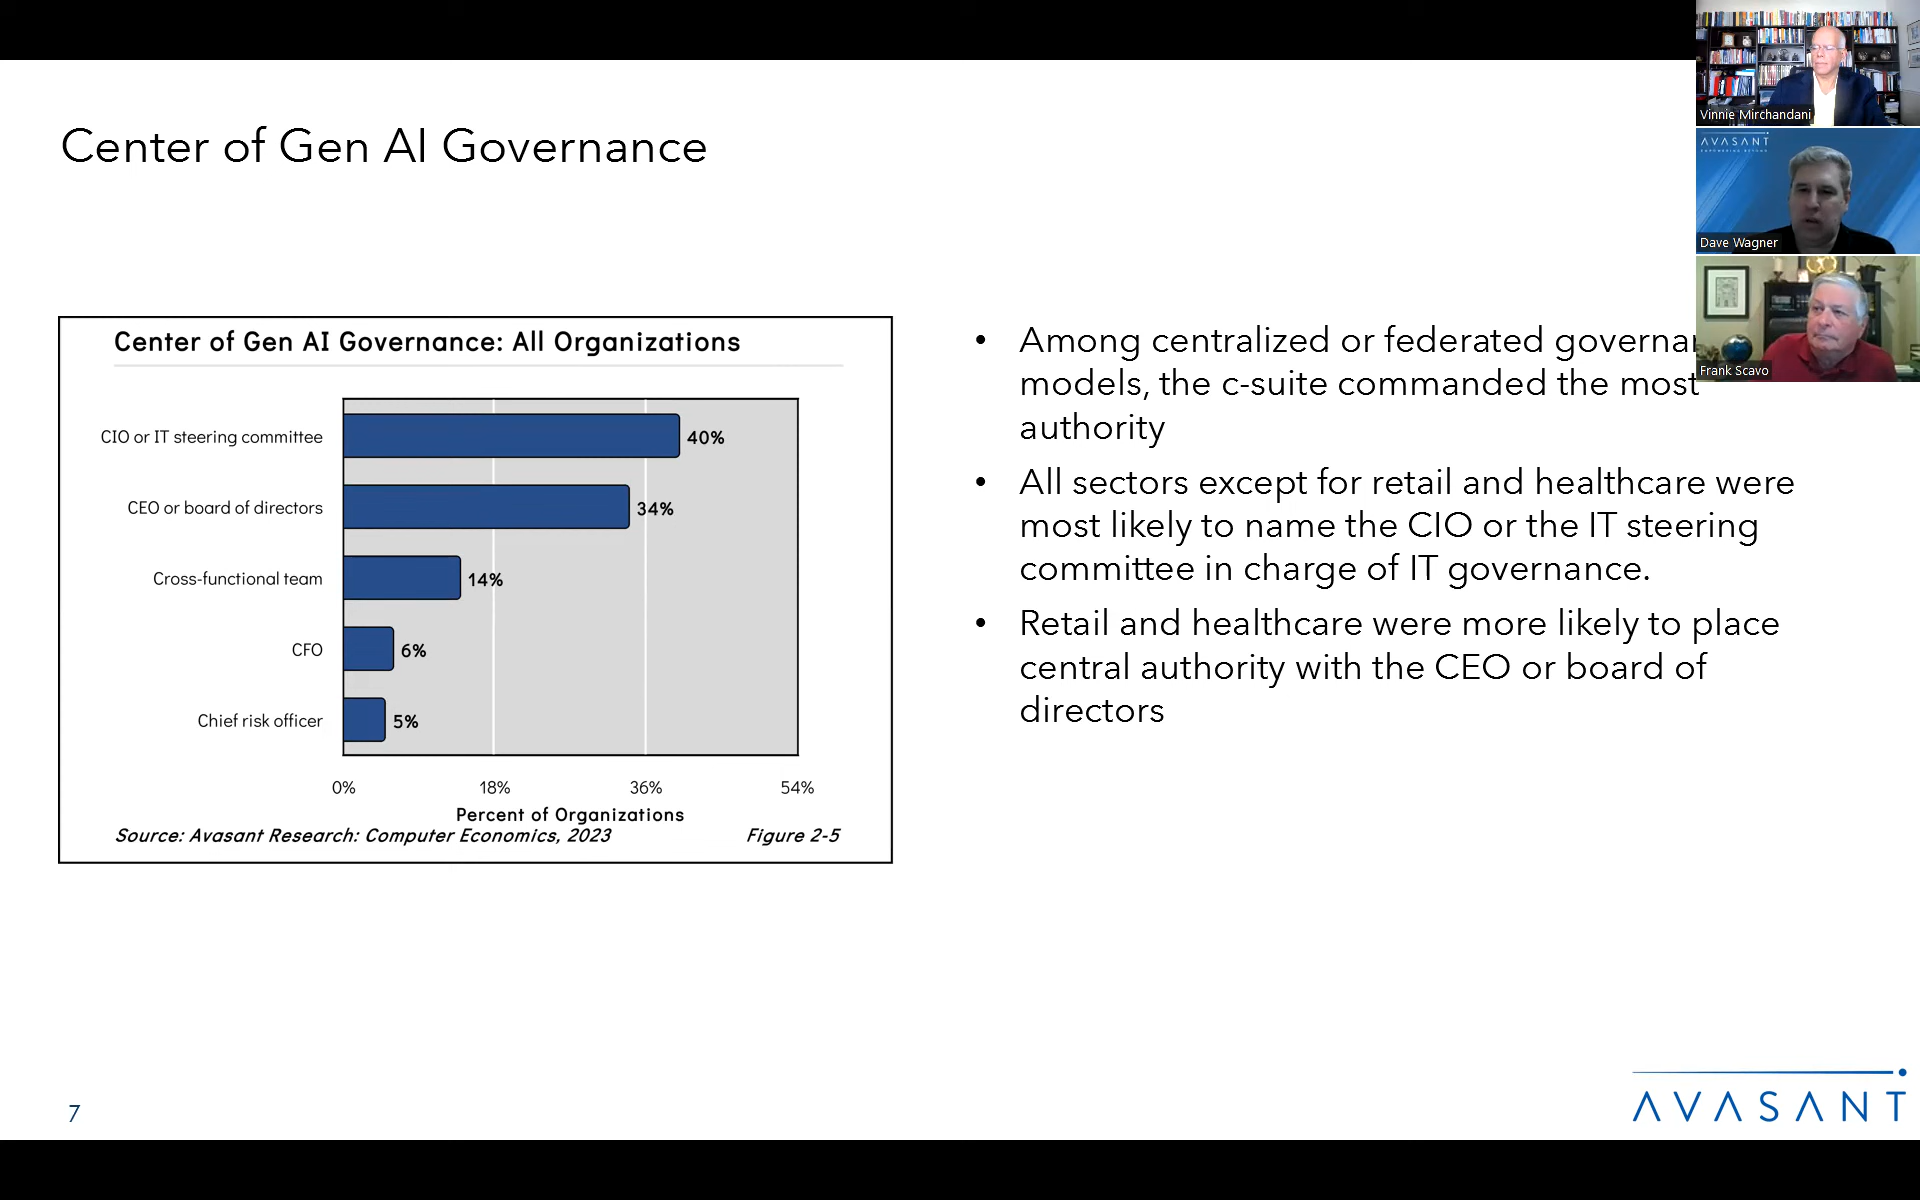 Center of Gen AI Governance
Center of Gen AI Governance: All Organizations
CIO or IT steering committee
40%
CEO or board of directors
34%
Cross-functional team
14%
CFO
6%
Chief risk officer
5%
0% 18% 36% 54%
Percent of Organizations
Source: Avasant Research: Computer Economics, 2023 Figure 2-5
• Among centralized or federated
models, the c-suite commanded the most
authority
• All sectors except for retail and healthcare were
most likely to name the CIO or the IT steering
committee in charge of IT governance.
• Retail and healthcare were more likely to place
central authority with the CEO or board of
directors
Vinnie Mirchandani
AVASANT
Dave Wagner
Frank Scavo
7
AVASANT